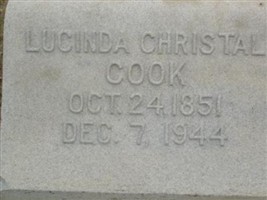 LUCINDA CHRISTAL
COOK
OCT. 24 1851
DEC. 7, 1944